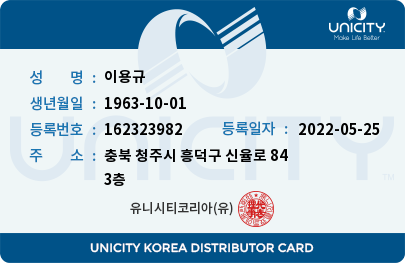 UNICITY
Make Life Better
성 명 : 이용규
생년월일 : 1963-10-01
등록번호 : 162323982 등록일자 : 2022-05-25
주 소 : 충북 청주시 흥덕구 신율로 84
3층
UNICITY
TM
유니시티코리아(유)
UNICITY KOREA DISTRIBUTOR CARD